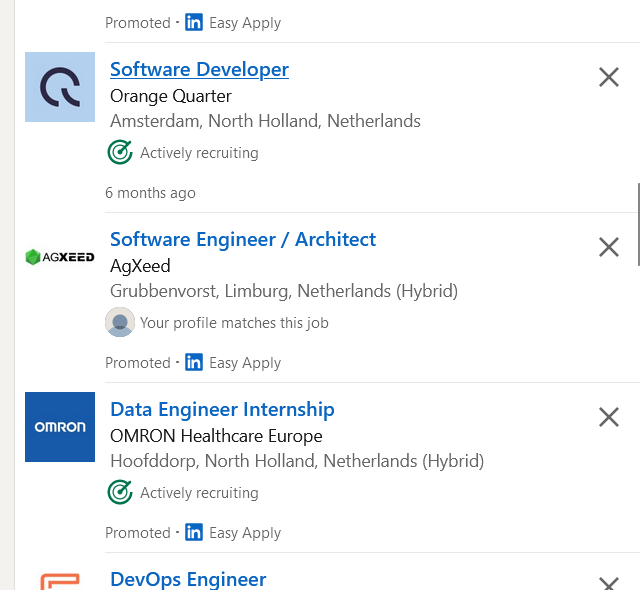 Promoted · in Easy Apply
Software Developer
Orange Quarter
Amsterdam, North Holland, Netherlands
Actively recruiting
6 months ago
AGXEED
Software Engineer / Architect
AgXeed
Grubbenvorst, Limburg, Netherlands (Hybrid)
Your profile matches this job
Promoted · in Easy Apply
OMRON
Data Engineer Internship
OMRON Healthcare Europe
Hoofddorp, North Holland, Netherlands (Hybrid)
Actively recruiting
Promoted · in Easy Apply
DevOps Engineer